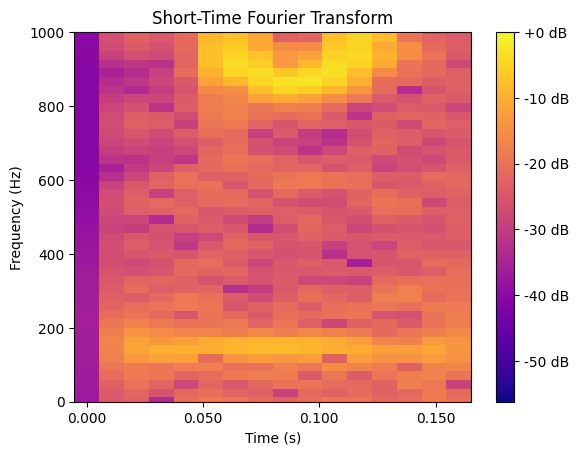 Short-Time Fourier Transform
1000
800
600
400
200
0
Frequency (Hz)
0.000
0.050
0.100
0.150
Time (s)
+0 dB
-10 dB
-20 dB
-30 dB
-40 dB
-50 dB